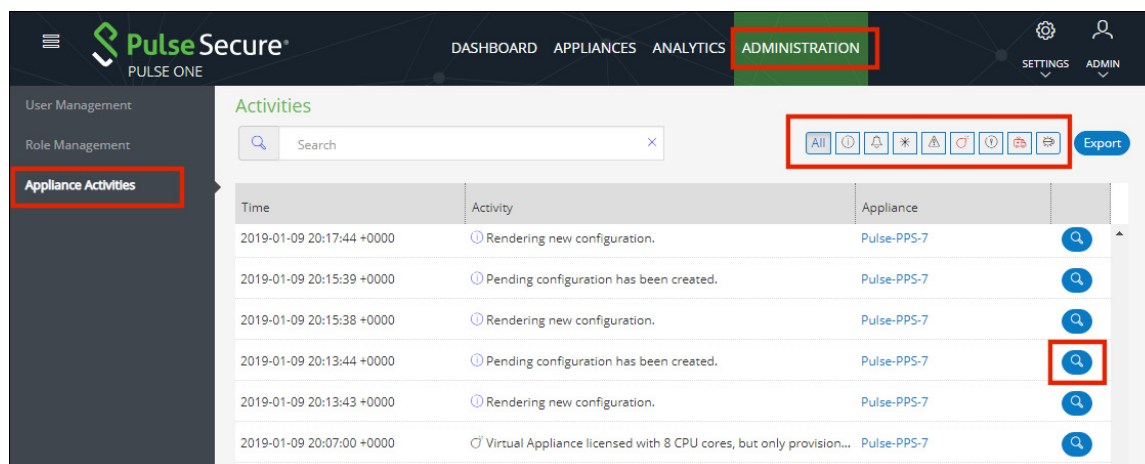 Pulse Secure
PULSE ONE
DASHBOARD APPLIANCES ANALYTICS ADMINISTRATION
SETTINGS ADMIN
User Management
Role Management
Appliance Activities
Activities
Search
All
Export
Time Activity Appliance
2019-01-09 20:17:44 +0000 Rendering new configuration. Pulse-PPS-7
2019-01-09 20:15:39 +0000 Pending configuration has been created. Pulse-PPS-7
2019-01-09 20:15:38 +0000 Rendering new configuration. Pulse-PPS-7
2019-01-09 20:13:44 +0000 Pending configuration has been created. Pulse-PPS-7
2019-01-09 20:13:43 +0000 Rendering new configuration. Pulse-PPS-7
2019-01-09 20:07:00 +0000 Virtual Appliance licensed with 8 CPU cores, but only provision... Pulse-PPS-7